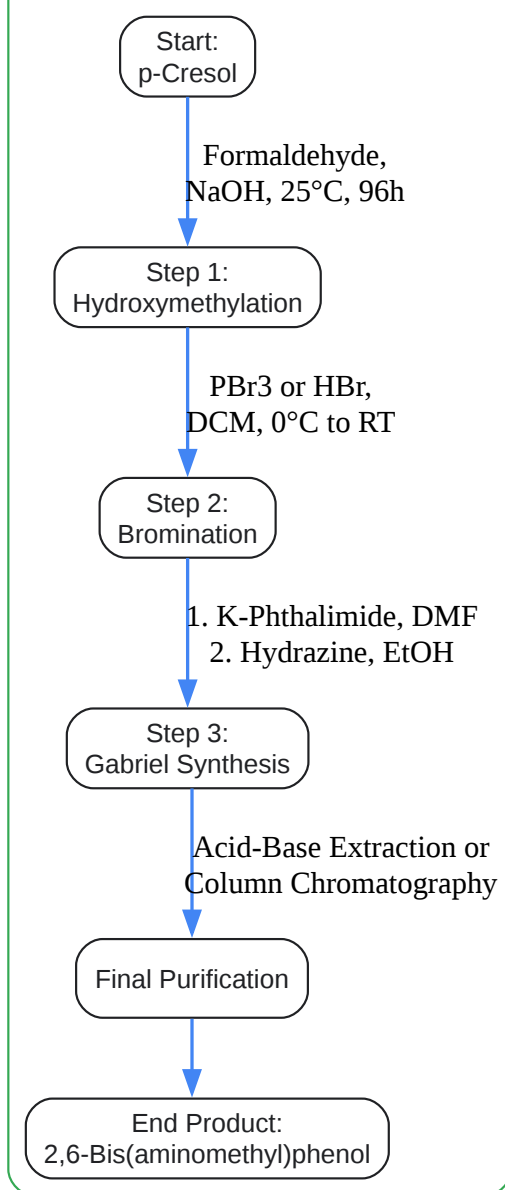 Start:
p-Cresol
Formaldehyde,
NaOH, 25°C, 96h
Step 1:
Hydroxymethylation
PBr3 or HBr,
DCM, 0°C to RT
Step 2:
Bromination
1. K-Phthalimide, DMF
2. Hydrazine, EtOH
Step 3:
Gabriel Synthesis
Acid-Base Extraction or
Column Chromatography
Final Purification
End Product:
2,6-Bis(aminomethyl)phenol